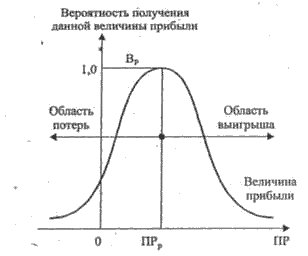 Вероятность получения
данной величины прибыли
1,0
Вр
Область
потерь
Область
выигрыша
Величина
прибыли
0
ПРр
ПР